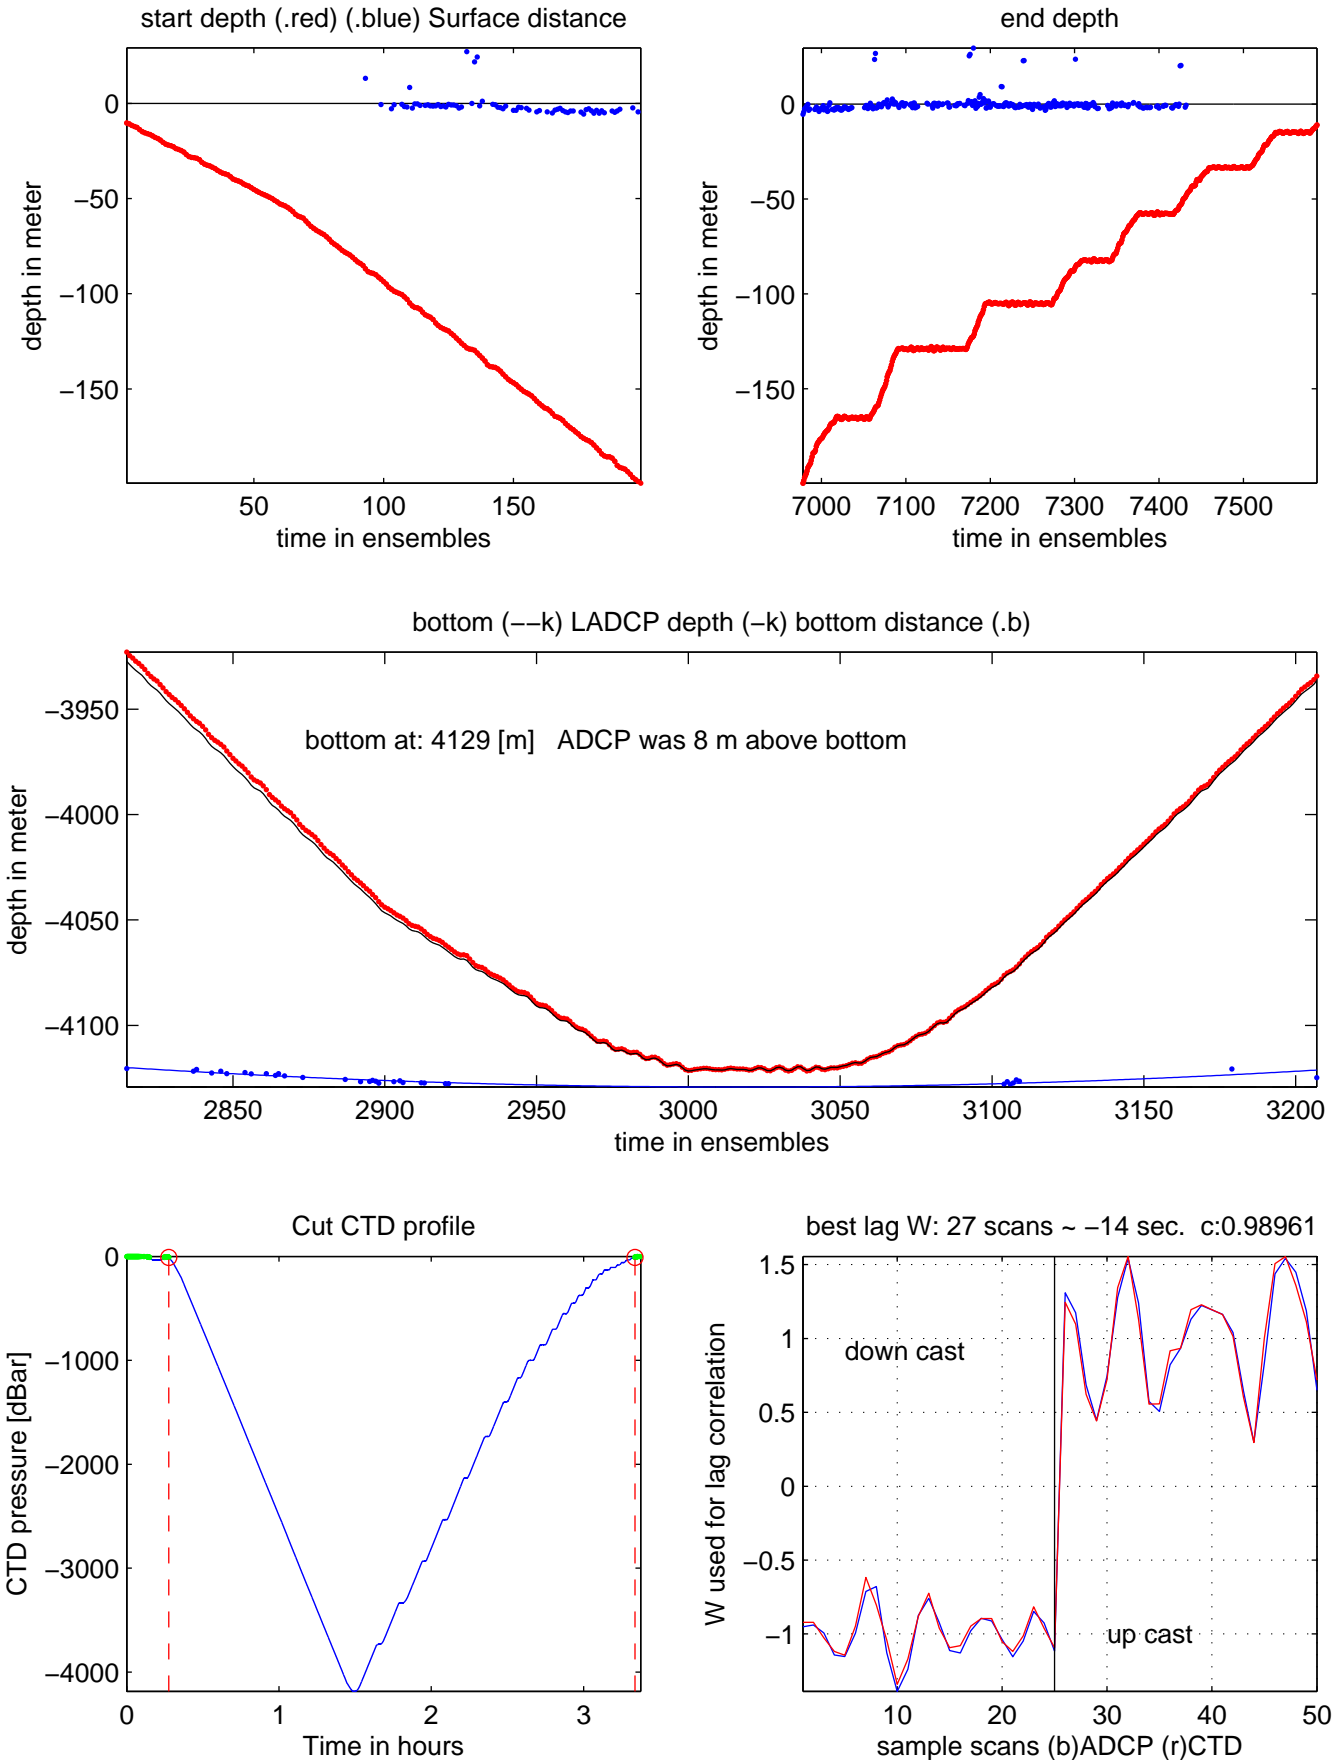 start depth (.red) (.blue) Surface distance
0
−50
−100
−150
depth in meter
50 100 150
time in ensembles
end depth
0
−50
−100
−150
depth in meter
7000 7100 7200 7300 7400 7500
time in ensembles
bottom (−−k) LADCP depth (−k) bottom distance (.b)
−3950
−4000
−4050
−4100
depth in meter
bottom at: 4129 [m] ADCP was 8 m above bottom
2850 2900 2950 3000 3050 3100 3150 3200
time in ensembles
Cut CTD profile
0
−1000
−2000
−3000
−4000
CTD pressure [dBar]
0 1 2 3
Time in hours
best lag W: 27 scans ~ −14 sec. c:0.98961
1.5
1
0.5
0
−0.5
−1
W used for lag correlation
down cast
up cast
10 20 30 40 50
sample scans (b)ADCP (r)CTD